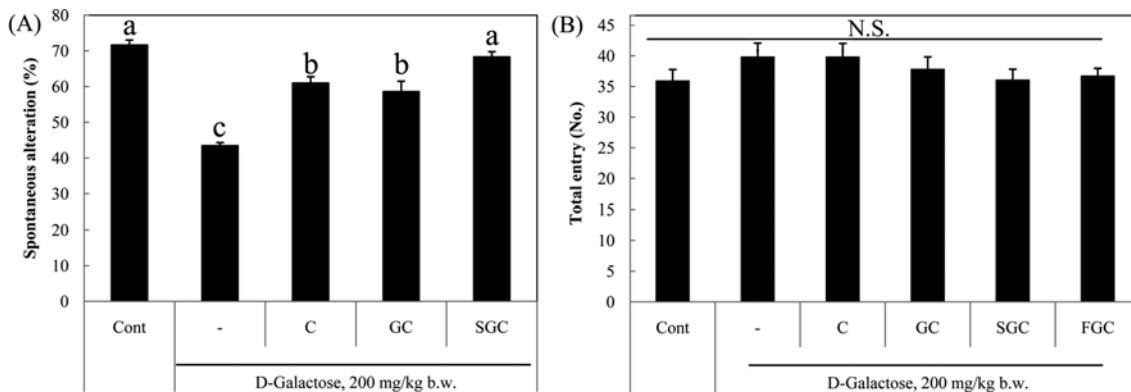 (A)
Spontaneous alteration (%)
80
70
60
50
40
30
20
10
0
a
c
b
b
a
Cont
-
C
GC
SGC
D-Galactose, 200 mg/kg b.w.
(B)
Total entry (No.)
45
40
35
30
25
20
15
10
5
0
N.S.
Cont
-
C
GC
SGC
FGC
D-Galactose, 200 mg/kg b.w.